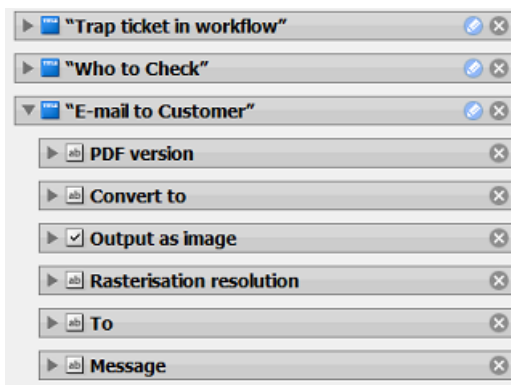 “Trap ticket in workflow”
“Who to Check”
“E-mail to Customer”
PDF version
Convert to
Output as image
Rasterisation resolution
To
Message